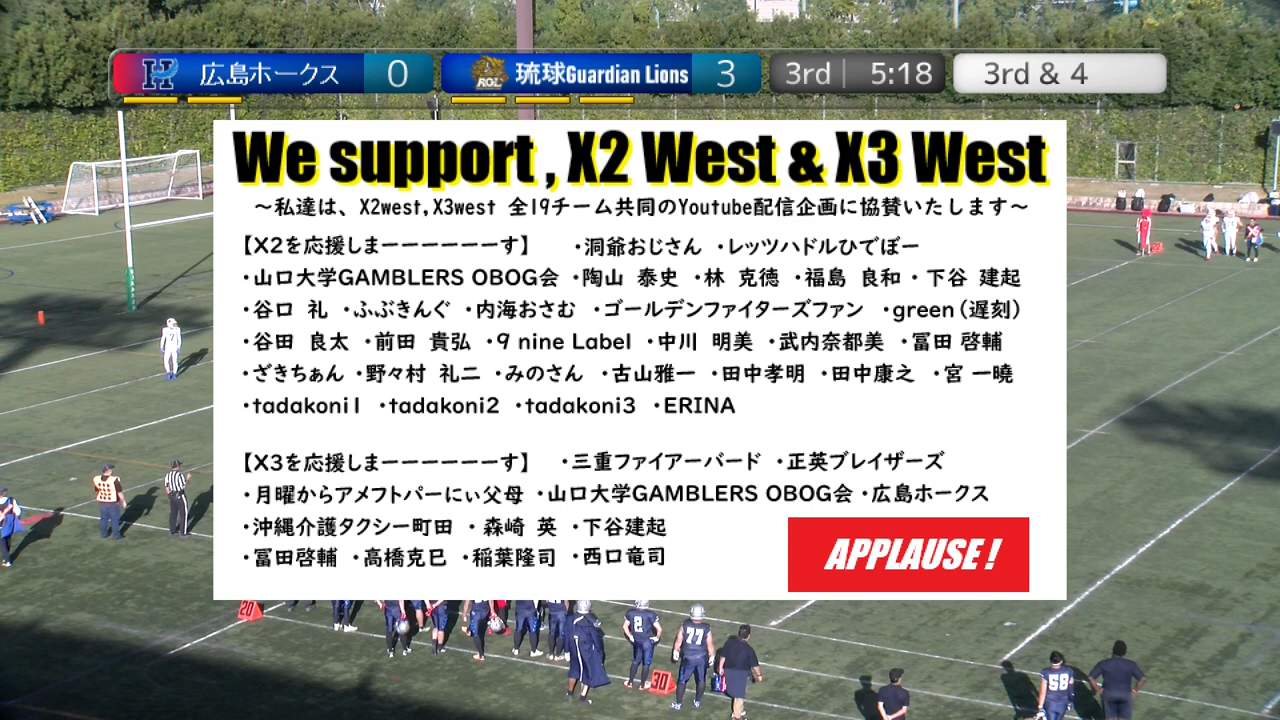 広島ホークス 0 ROL 琉球Guardian Lions 3 3rd 5:18 3rd & 4
We support , X2 West & X3 West
～私達は、X2west,X3west 全19チーム共同のYoutube配信企画に協賛いたします～
【X2を応援しまーーーーーーす】 ・洞爺おじさん ・レッツハドルひでぼー
・山口大学GAMBLERS OBOG会 ・陶山 泰史 ・林 克徳 ・福島 良和 ・下谷 建起
・谷口 礼 ・ふぶきんぐ ・内海おさむ ・ゴールデンファイターズファン ・green（遅刻）
・谷田 良太 ・前田 貴弘 ・9 nine Label ・中川 明美 ・武内奈都美 ・冨田 啓輔
・ざきちぁん ・野々村 礼二 ・みのさん ・古山雅一 ・田中孝明 ・田中康之 ・宮 一曉
・tadakoni1 ・tadakoni2 ・tadakoni3 ・ERINA
【X3を応援しまーーーーーーす】 ・三重ファイアーバード ・正英ブレイザーズ
・月曜からアメフトバーにぃ父母 ・山口大学GAMBLERS OBOG会 ・広島ホークス
・沖縄介護タクシー町田 ・森崎 英 ・下谷建起
・冨田啓輔 ・高橋克巳 ・稲葉隆司 ・西口竜司
APPLAUSE！
20
2
77
30
58